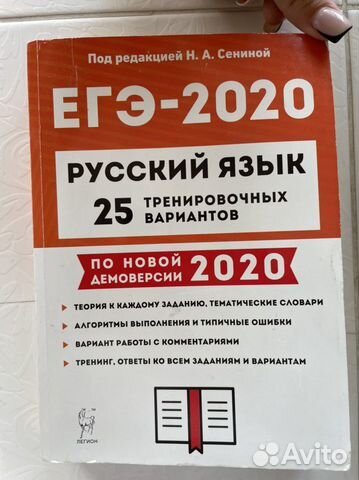 Под редакцией Н. А. Сениной
ЕГЭ-2020
РУССКИЙ ЯЗЫК
25 ТРЕНИРОВОЧНЫХ
ВАРИАНТОВ
ПО НОВОЙ
ДЕМОВЕРСИИ 2020
ТЕОРИЯ К КАЖДОМУ ЗАДАНИЮ, ТЕМАТИЧЕСКИЕ СЛОВАРИ
АЛГОРИТМЫ ВЫПОЛНЕНИЯ И ТИПИЧНЫЕ ОШИБКИ
ВАРИАНТ РАБОТЫ С КОММЕНТАРИЯМИ
ТРЕНИНГ, ОТВЕТЫ КО ВСЕМ ЗАДАНИЯМ И ВАРИАНТАМ
TM
ЛЕГИОН
Avito